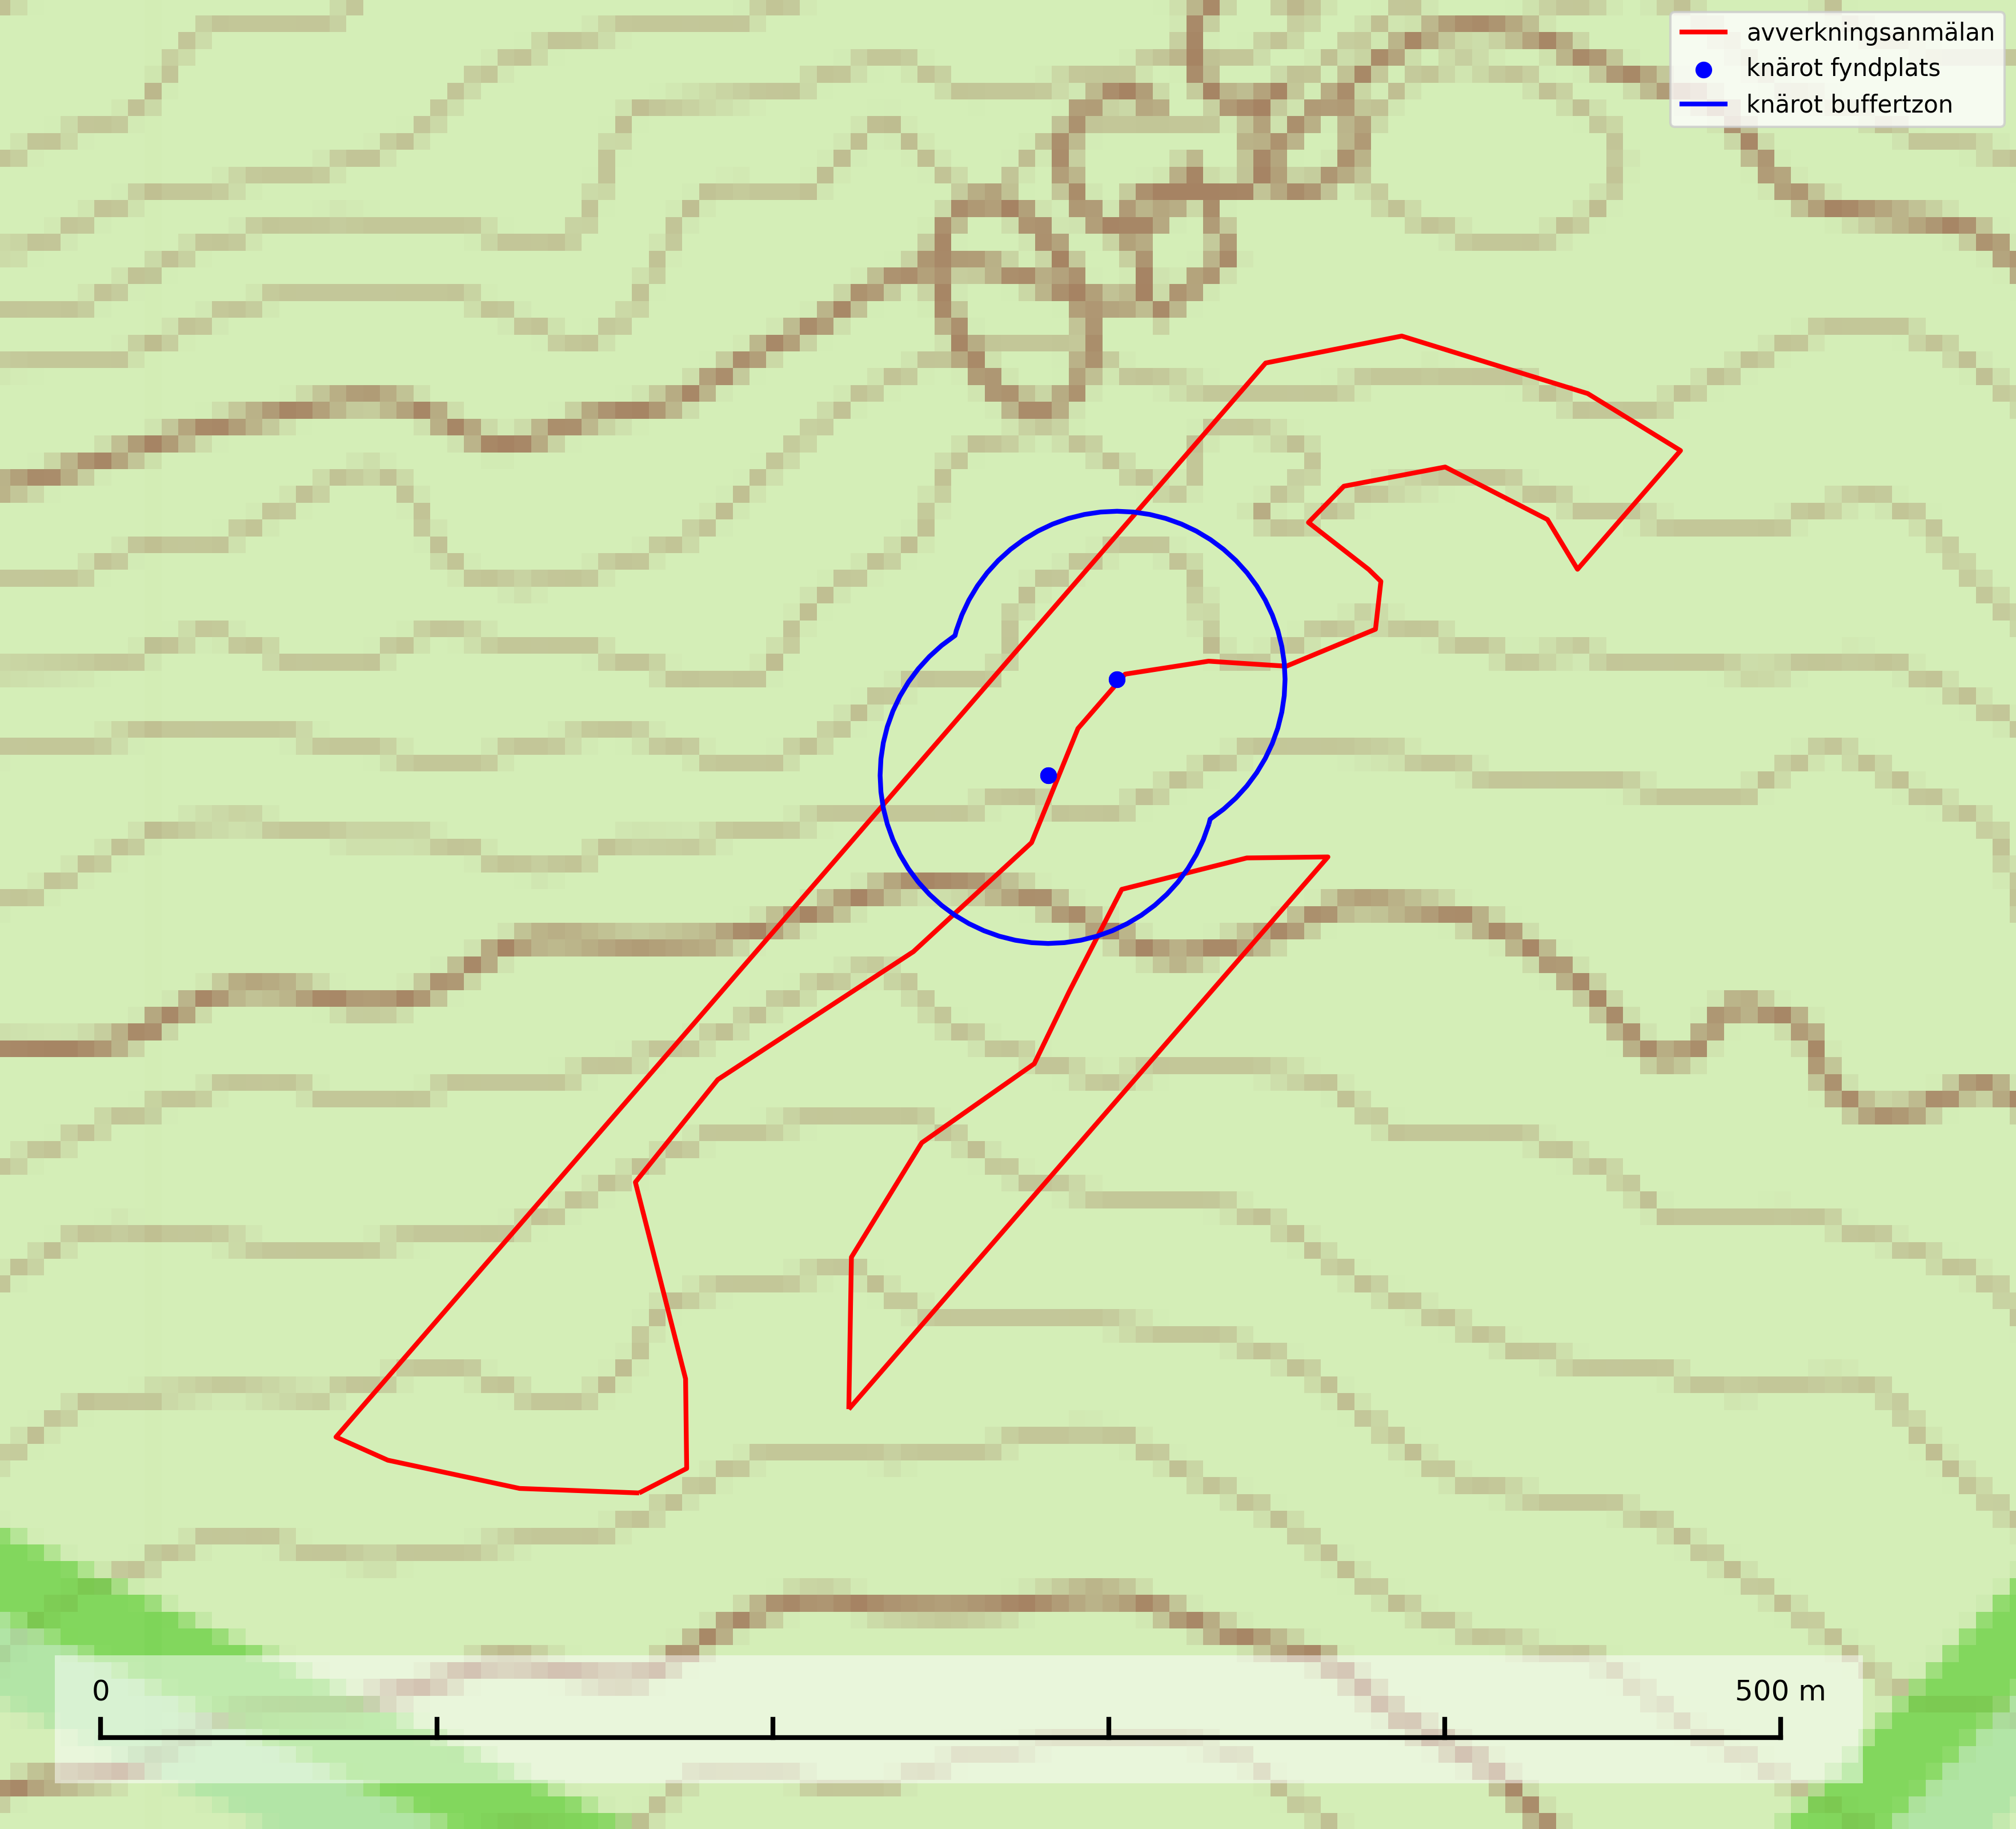 avverkningsanmälan
knärot fyndplats
knärot buffertzon
0
500 m